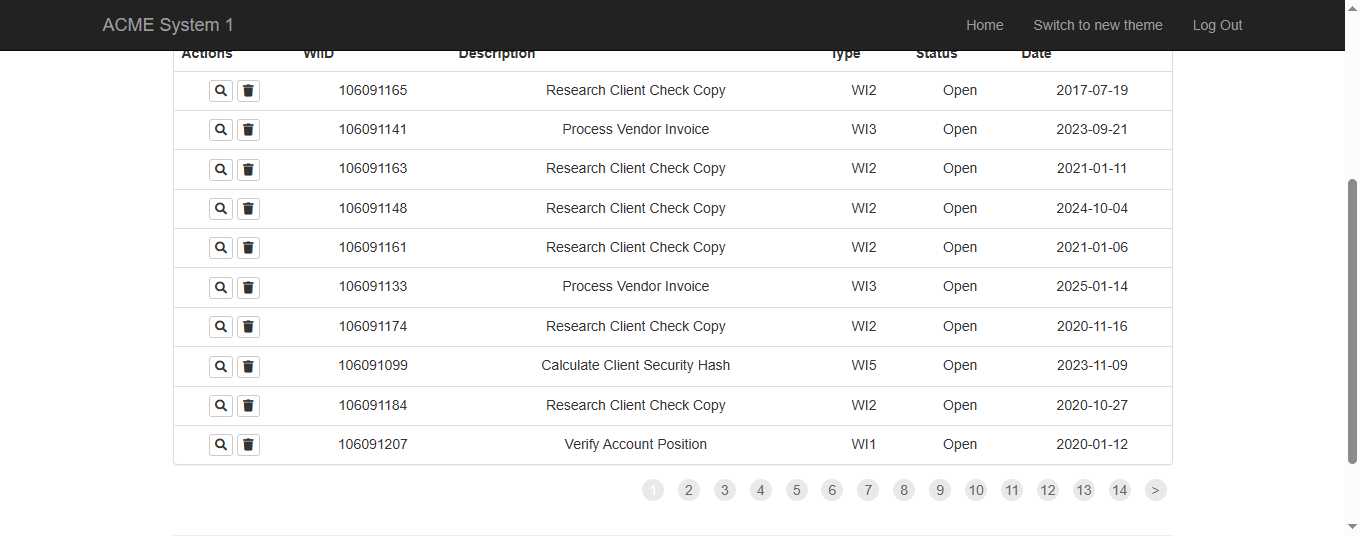 ACME System 1 Home Switch to new theme Log Out
Actions WIID Description Type Status Date
106091165 Research Client Check Copy WI2 Open 2017-07-19
106091141 Process Vendor Invoice WI3 Open 2023-09-21
106091163 Research Client Check Copy WI2 Open 2021-01-11
106091148 Research Client Check Copy WI2 Open 2024-10-04
106091161 Research Client Check Copy WI2 Open 2021-01-06
106091133 Process Vendor Invoice WI3 Open 2025-01-14
106091174 Research Client Check Copy WI2 Open 2020-11-16
106091099 Calculate Client Security Hash WI5 Open 2023-11-09
106091184 Research Client Check Copy WI2 Open 2020-10-27
106091207 Verify Account Position WI1 Open 2020-01-12
1 2 3 4 5 6 7 8 9 10 11 12 13 14 >